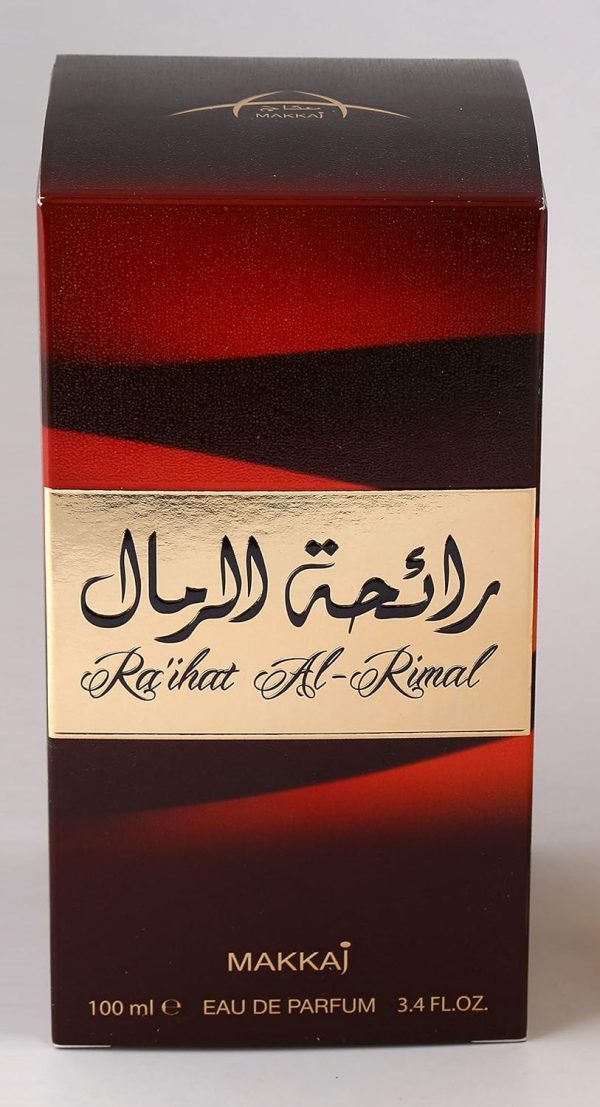 مكاج
MAKKAJ
رائحة الرمال
Ra'ihat Al-Rimal
MAKKAJ
100 ml ℮ EAU DE PARFUM 3.4 FL.OZ.